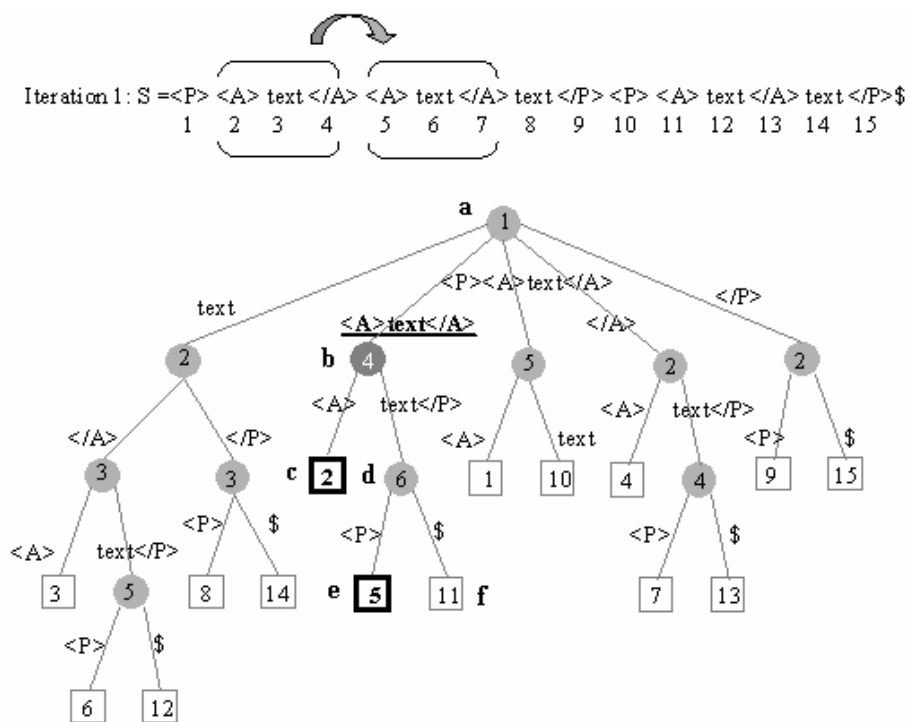 Iteration 1: S =<P> <A> text </A> <A> text </A> text </P> <P> <A> text </A> text </P>$
1 2 3 4 5 6 7 8 9 10 11 12 13 14 15
a 1
text <P><A>text</A> </P>
<A>text</A> </A>
2 b 4 5 2 2
</A> </P> <A> text</P> <A> text <A> text</P> <P> $
3 3 c 2 d 6 1 10 4 4 9 15
<A> text</P> <P> $ <P> $ <P> $
3 5 8 14 e 5 11 f 7 13
<P> $
6 12